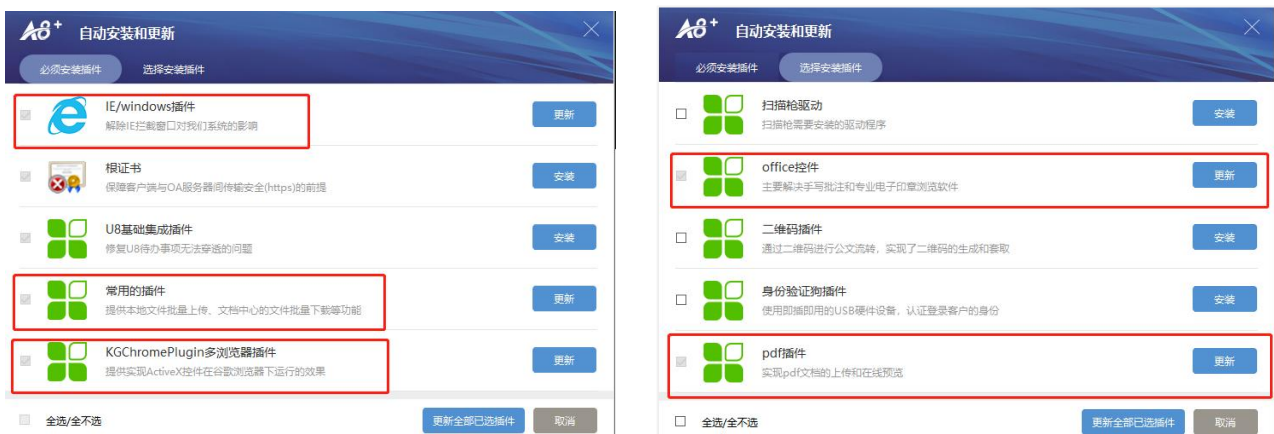 A8+ 自动安装和更新
必须安装插件 选择安装插件
IE/windows插件
解除IE拦截窗口对我们系统的影响
更新
根证书
保障客户端与OA服务器间传输安全(https)的前提
安装
U8基础集成插件
修复U8待办事项无法穿透的问题
安装
常用的插件
提供本地文件批量上传、文档中心的文件批量下载等功能
更新
KGChromePlugin多浏览器插件
提供实现ActiveX控件在谷歌浏览器下运行的效果
更新
全选/全不选 更新全部已选插件 取消
A8+ 自动安装和更新
必须安装插件 选择安装插件
扫描枪驱动
扫描枪需要安装的驱动程序
安装
office控件
主要解决手写批注和专业电子印章浏览软件
更新
二维码插件
通过二维码进行公文流转，实现了二维码的生成和套取
安装
身份验证狗插件
使用即插即用的USB硬件设备，认证登录客户的身份
安装
pdf插件
实现pdf文档的上传和在线预览
更新
全选/全不选 更新全部已选插件 取消